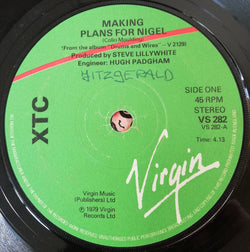 MAKING
PLANS FOR NIGEL
(Colin Moulding)
"From the album "Drums and Wires" – V 2129)
Produced by STEVE LILLYWHITE
Engineer: HUGH PADGHAM
HITZGERALD
XTC
SIDE ONE
45 RPM
STEREO
VS 282
VS 282-A
Time: 4.13
Virgin
Virgin Music
(Publishers) Ltd
℗ 1979 Virgin
Records Ltd